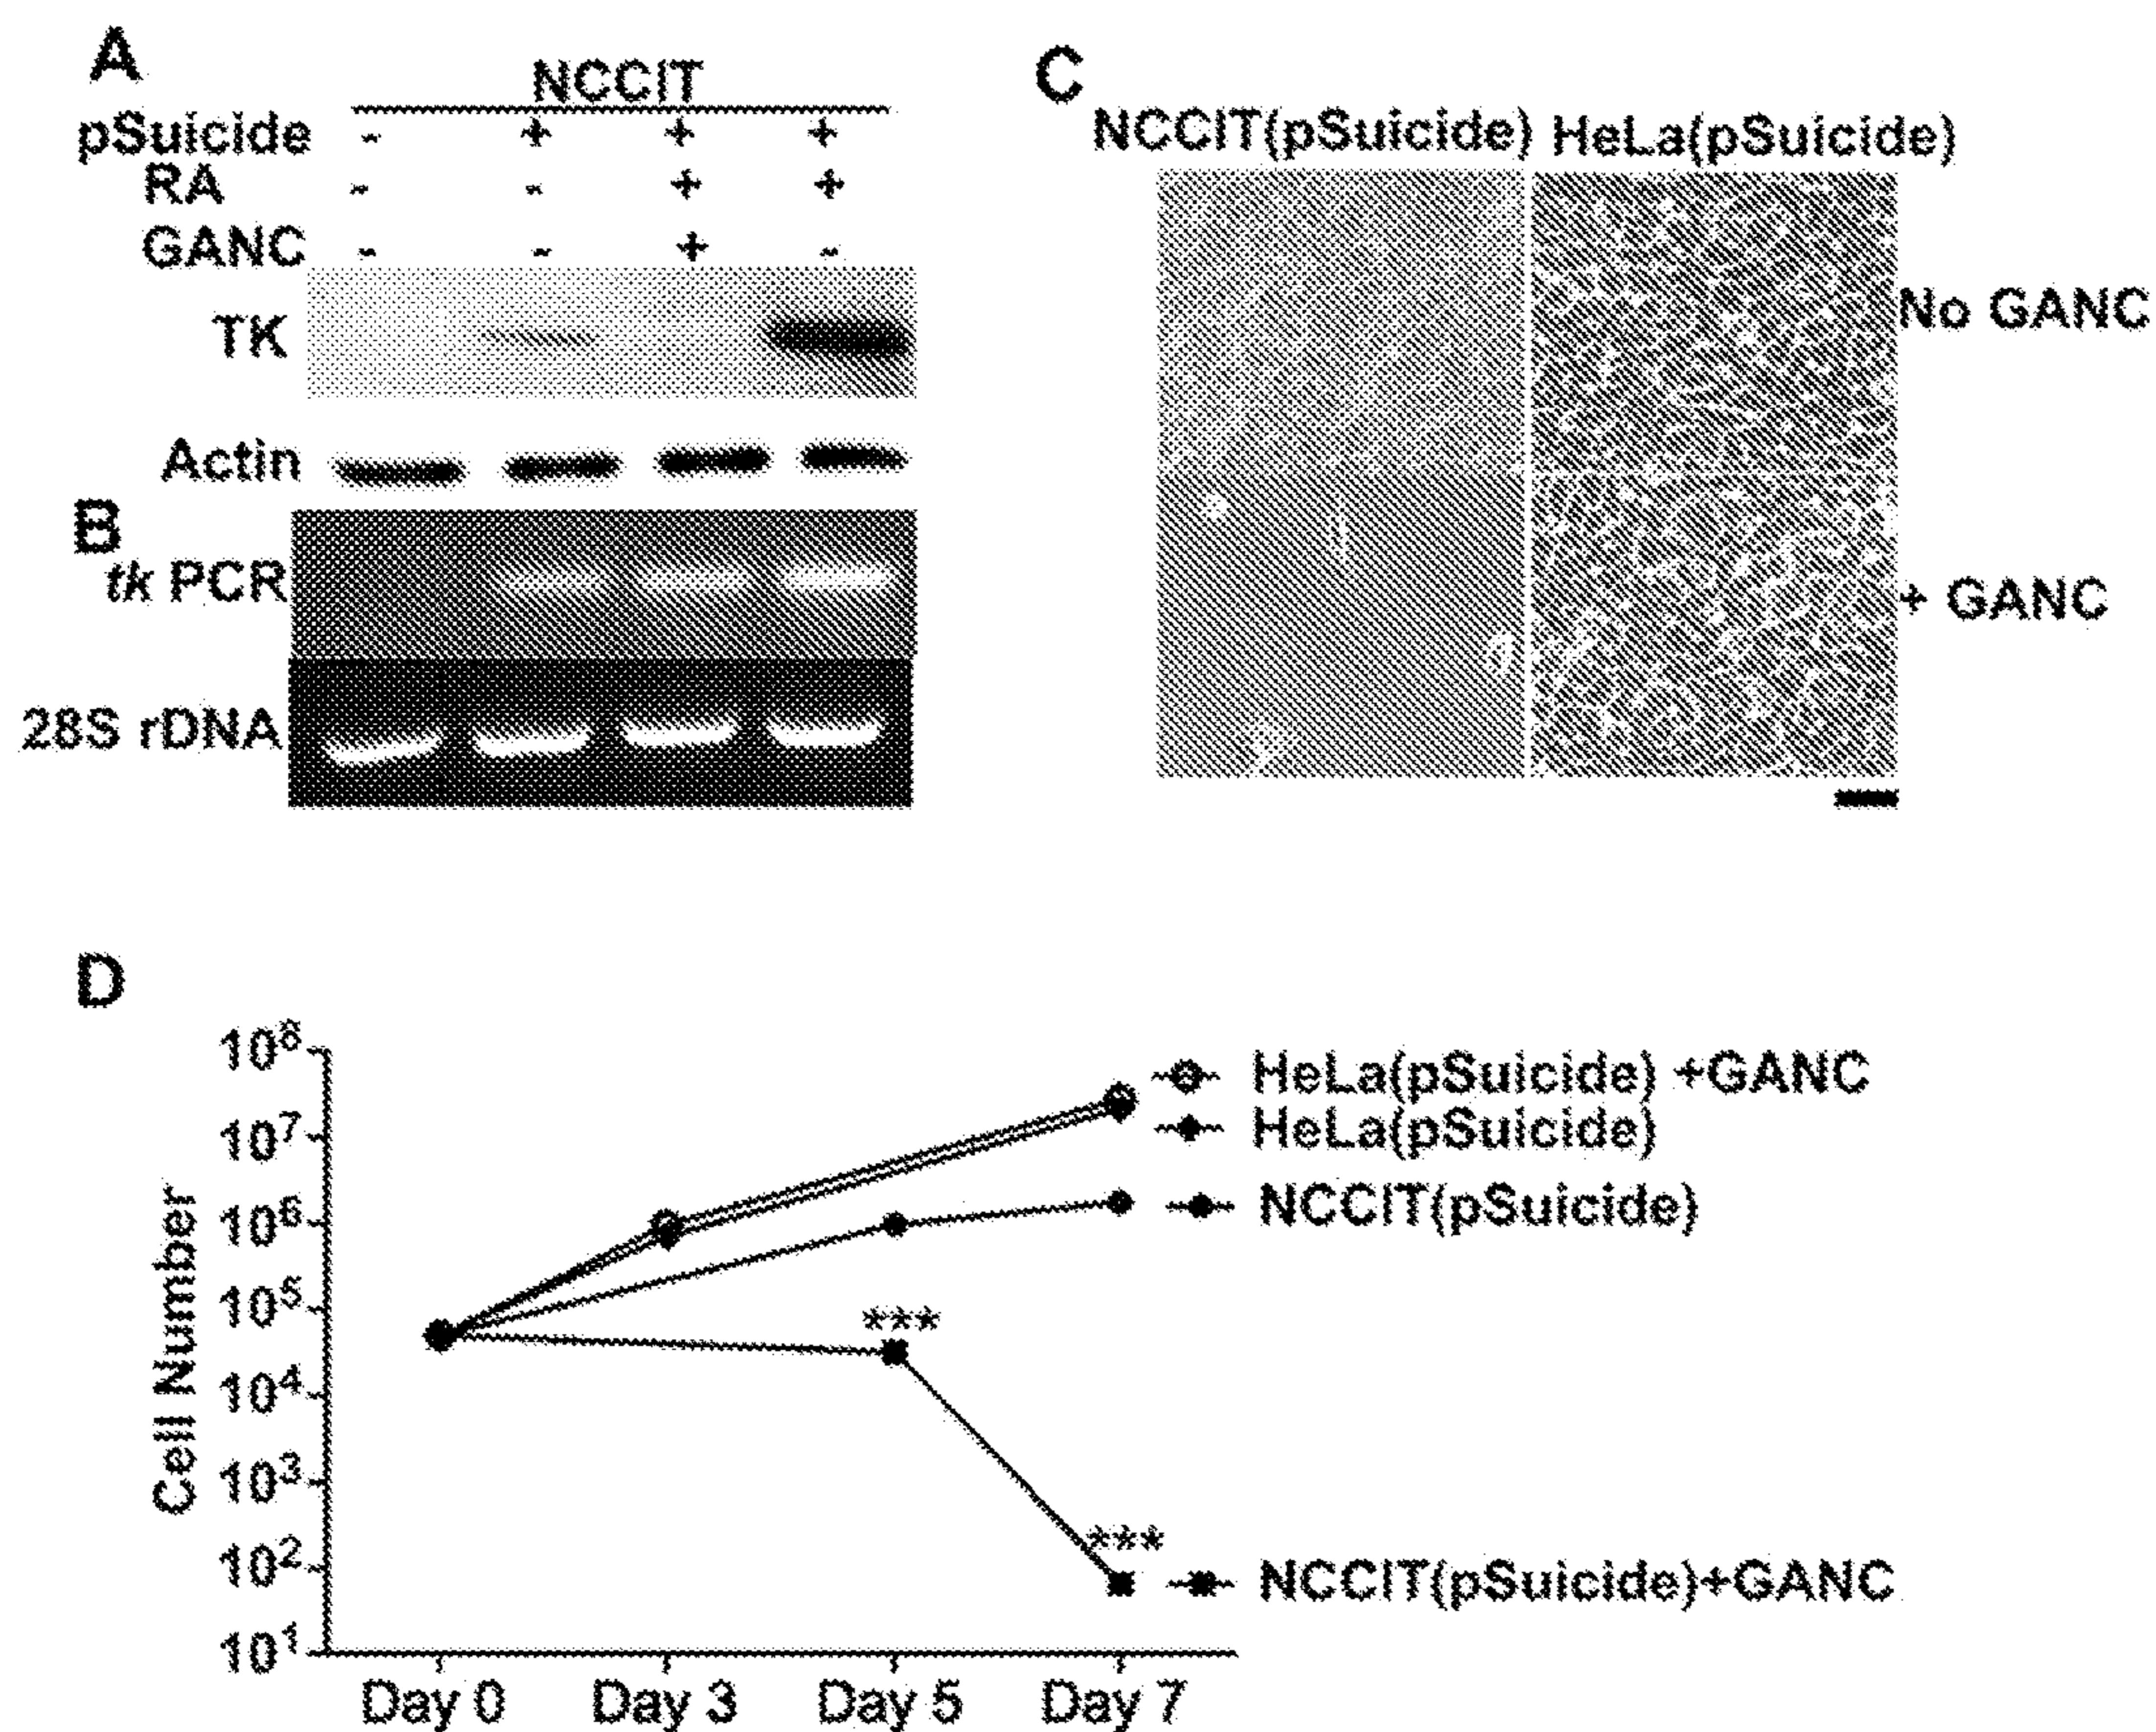 A
NCCIT
pSuicide - + + +
RA - - + +
GANC - - + -
TK
Actin
B
tk PCR
28S rDNA
C
NCCIT(pSuicide) HeLa(pSuicide)
No GANC
+ GANC
D
Cell Number
10⁸
10⁷
10⁶
10⁵
10⁴
10³
10²
10¹
Day 0 Day 3 Day 5 Day 7
***
***
HeLa(pSuicide) +GANC
HeLa(pSuicide)
NCCIT(pSuicide)
NCCIT(pSuicide)+GANC